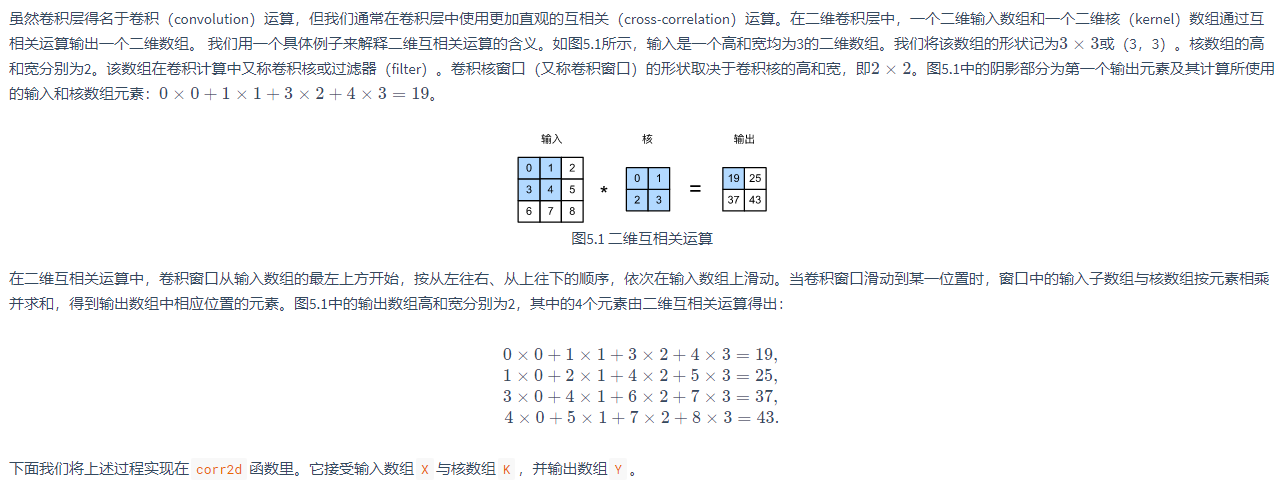 虽然卷积层得名于卷积（convolution）运算，但我们通常在卷积层中使用更加直观的互相关（cross-correlation）运算。在二维卷积层中，一个二维输入数组和一个二维核（kernel）数组通过互
相关运算输出一个二维数组。 我们用一个具体例子来解释二维互相关运算的含义。如图5.1所示，输入是一个高和宽均为3的二维数组。我们将该数组的形状记为3 × 3或（3，3）。核数组的高
和宽分别为2。该数组在卷积计算中又称卷积核或过滤器（filter）。卷积核窗口（又称卷积窗口）的形状取决于卷积核的高和宽，即2 × 2。图5.1中的阴影部分为第一个输出元素及其计算所使用
的输入和核数组元素：0 × 0 + 1 × 1 + 3 × 2 + 4 × 3 = 19。
输入 核 输出
0 1 2
3 4 5
6 7 8
*
0 1
2 3
=
19 25
37 43
图5.1 二维互相关运算
在二维互相关运算中，卷积窗口从输入数组的最左上方开始，按从左往右、从上往下的顺序，依次在输入数组上滑动。当卷积窗口滑动到某一位置时，窗口中的输入子数组与核数组按元素相乘
并求和，得到输出数组中相应位置的元素。图5.1中的输出数组高和宽分别为2，其中的4个元素由二维互相关运算得出：
0 × 0 + 1 × 1 + 3 × 2 + 4 × 3 = 19,
1 × 0 + 2 × 1 + 4 × 2 + 5 × 3 = 25,
3 × 0 + 4 × 1 + 6 × 2 + 7 × 3 = 37,
4 × 0 + 5 × 1 + 7 × 2 + 8 × 3 = 43.
下面我们将上述过程实现在 corr2d 函数里。它接受输入数组 X 与核数组 K ，并输出数组 Y 。